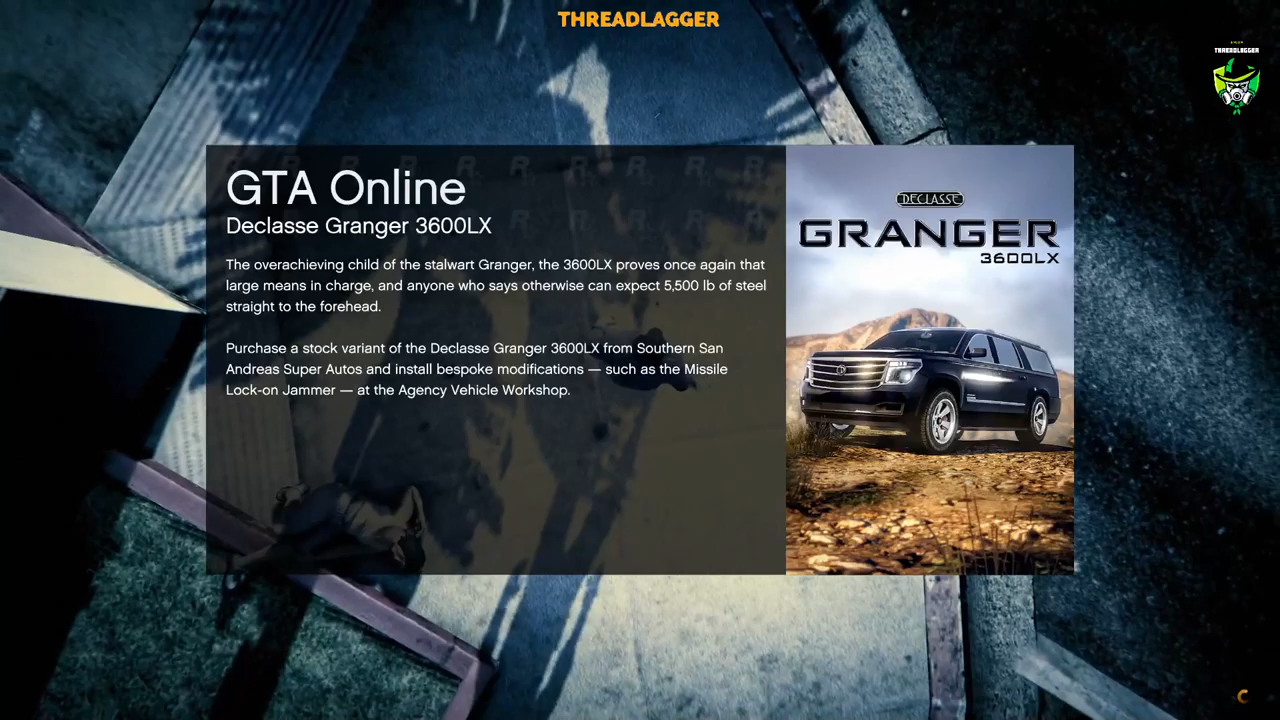 THREADLAGGER
THREADLAGGER
GTA Online
Declasse Granger 3600LX
The overachieving child of the stalwart Granger, the 3600LX proves once again that
large means in charge, and anyone who says otherwise can expect 5,500 lb of steel
straight to the forehead.
Purchase a stock variant of the Declasse Granger 3600LX from Southern San
Andreas Super Autos and install bespoke modifications — such as the Missile
Lock-on Jammer — at the Agency Vehicle Workshop.
DECLASSE
GRANGER
3600LX